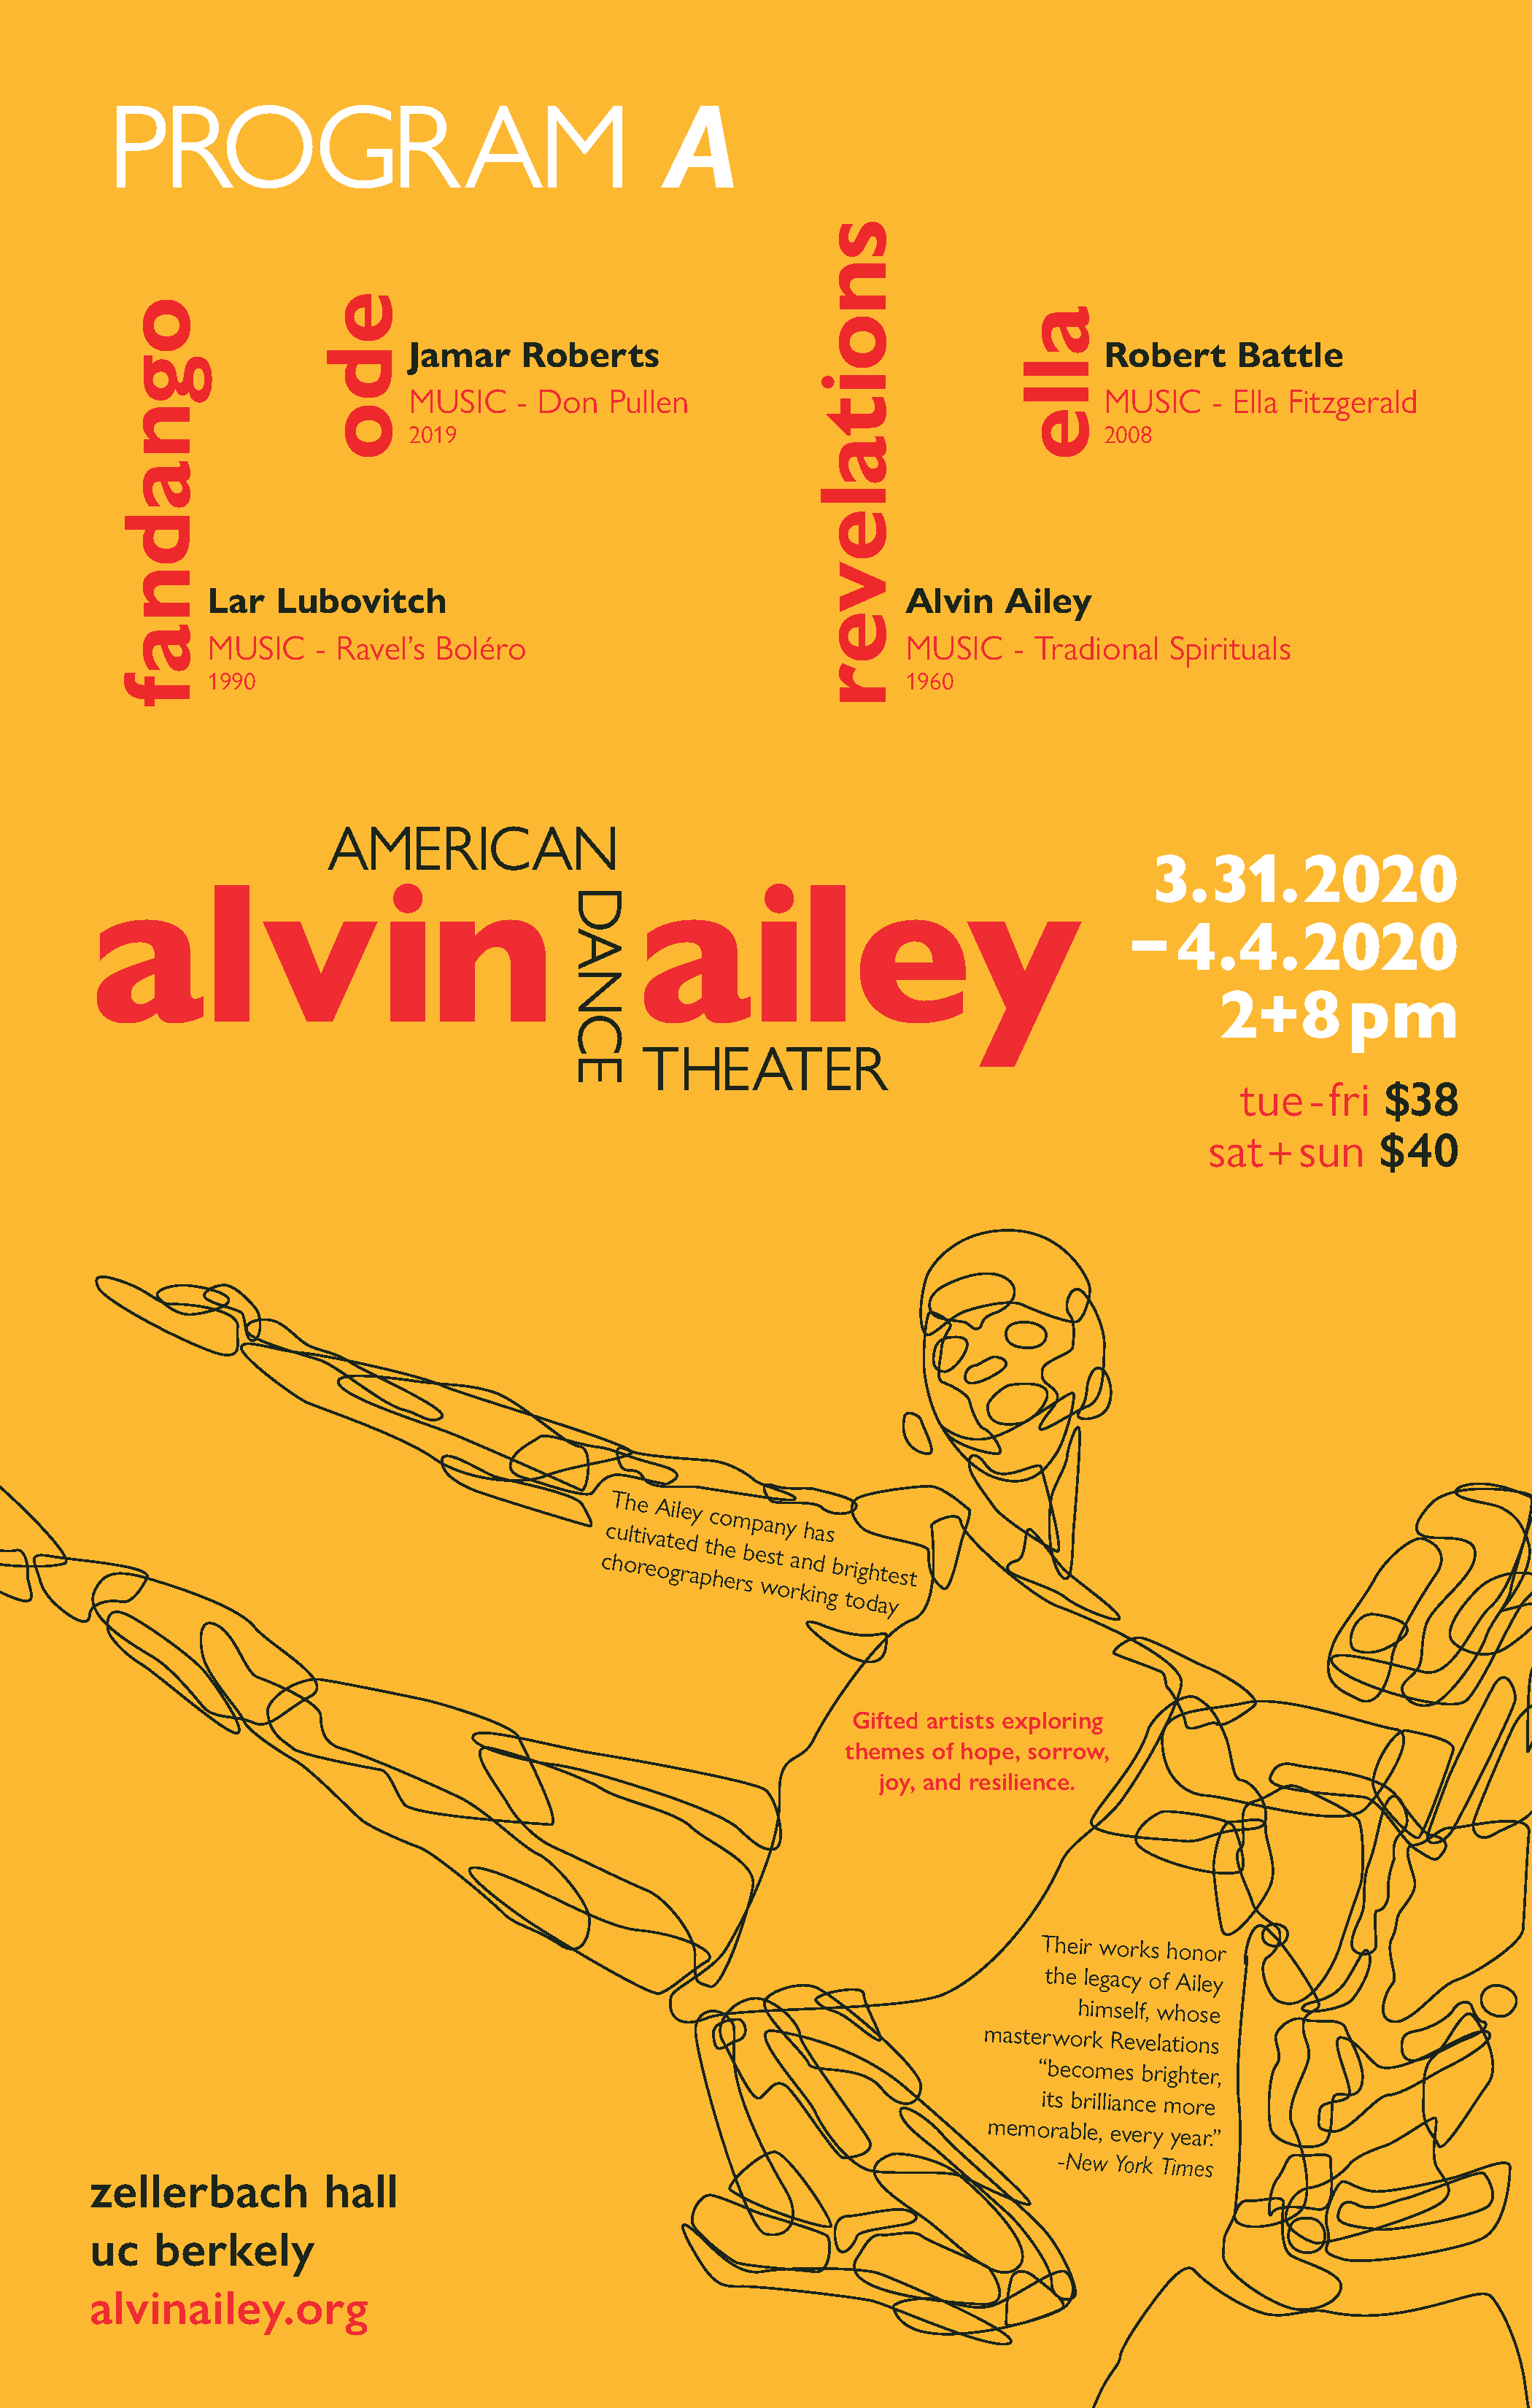 PROGRAM A
fandango
Lar Lubovitch
MUSIC - Ravel’s Boléro
1990
ode
Jamar Roberts
MUSIC - Don Pullen
2019
revelations
Alvin Ailey
MUSIC - Tradional Spirituals
1960
ella
Robert Battle
MUSIC - Ella Fitzgerald
2008
AMERICAN
alvin ailey
DANCE
THEATER
3.31.2020
–4.4.2020
2+8pm
tue-fri $38
sat+sun $40
The Ailey company has
cultivated the best and brightest
choreographers working today
Gifted artists exploring
themes of hope, sorrow,
joy, and resilience.
Their works honor
the legacy of Ailey
himself, whose
masterwork Revelations
“becomes brighter,
its brilliance more
memorable, every year.”
-New York Times
zellerbach hall
uc berkely
alvinailey.org